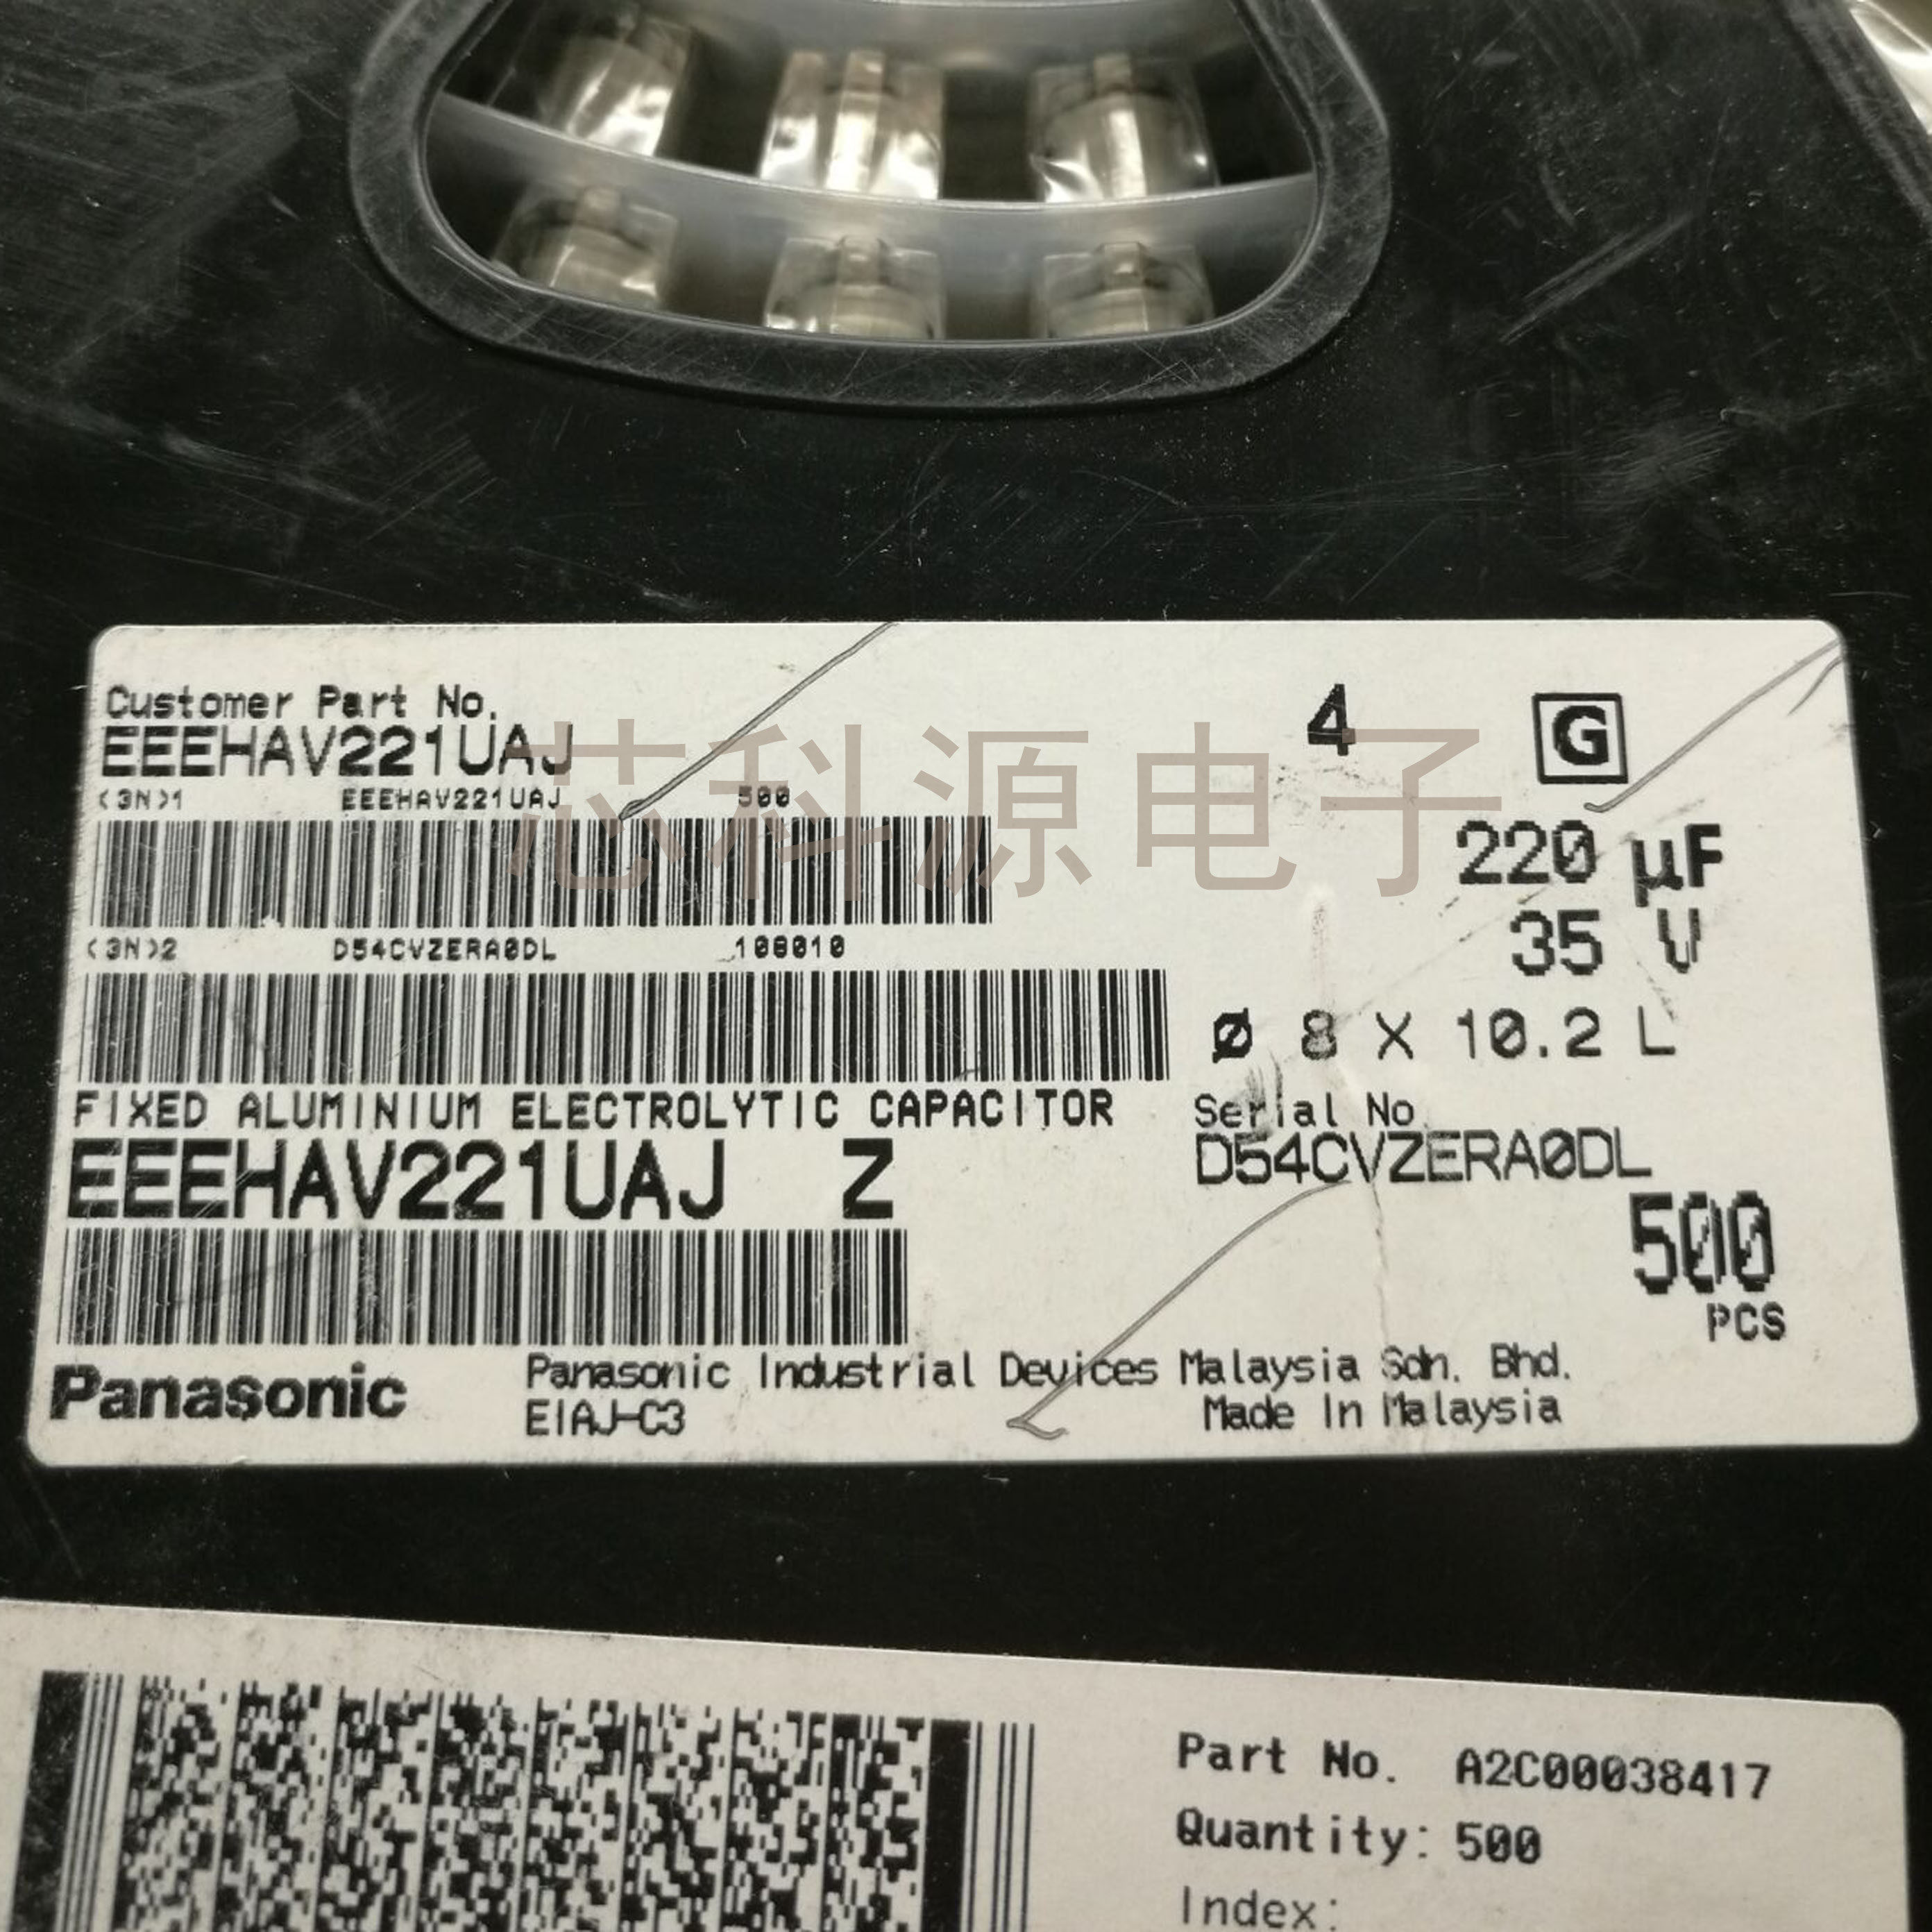 Customer Part No.
EEEHAV221UAJ
4
G
(3N)1 EEEHAV221UAJ 500
芯科源电子
220 µF
35 V
(3N)2 D54CVZERA0DL 108010
ø 8 X 10.2 L
FIXED ALUMINIUM ELECTROLYTIC CAPACITOR
Serial No.
D54CVZERA0DL
EEEHAV221UAJ Z
500
PCS
Panasonic
Panasonic Industrial Devices Malaysia Sdn. Bhd.
EIAJ-C3
Made In Malaysia
Part No. A2C00038417
Quantity: 500
Index: